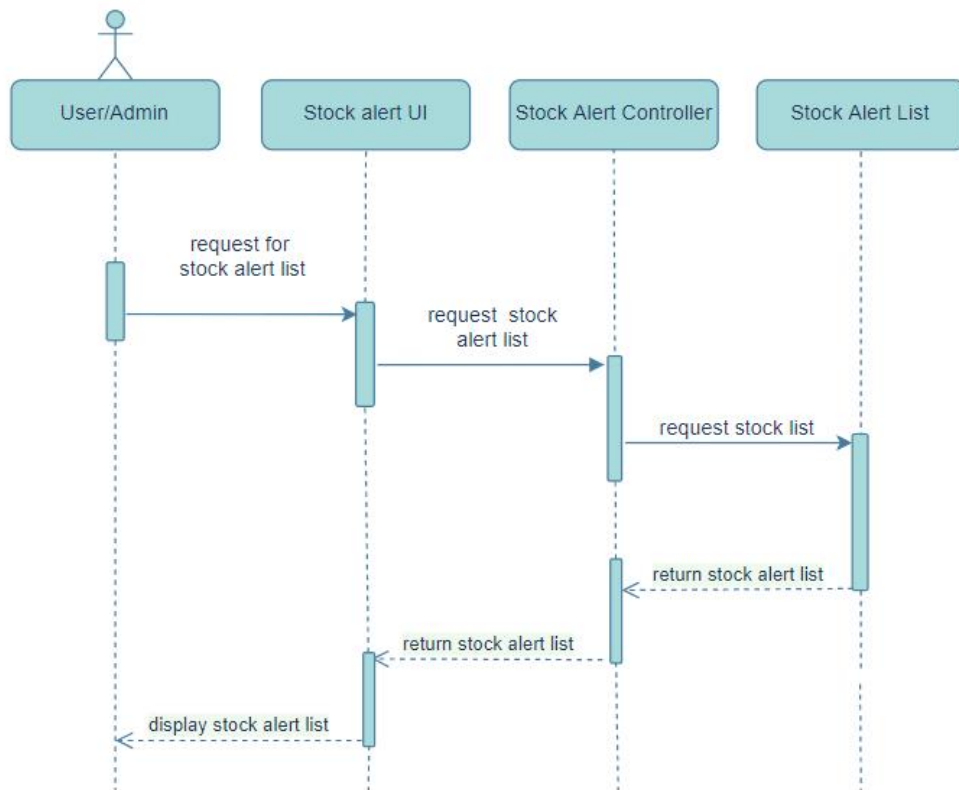 User/Admin
Stock alert UI
Stock Alert Controller
Stock Alert List
request for
stock alert list
request stock
alert list
request stock list
return stock alert list
return stock alert list
display stock alert list